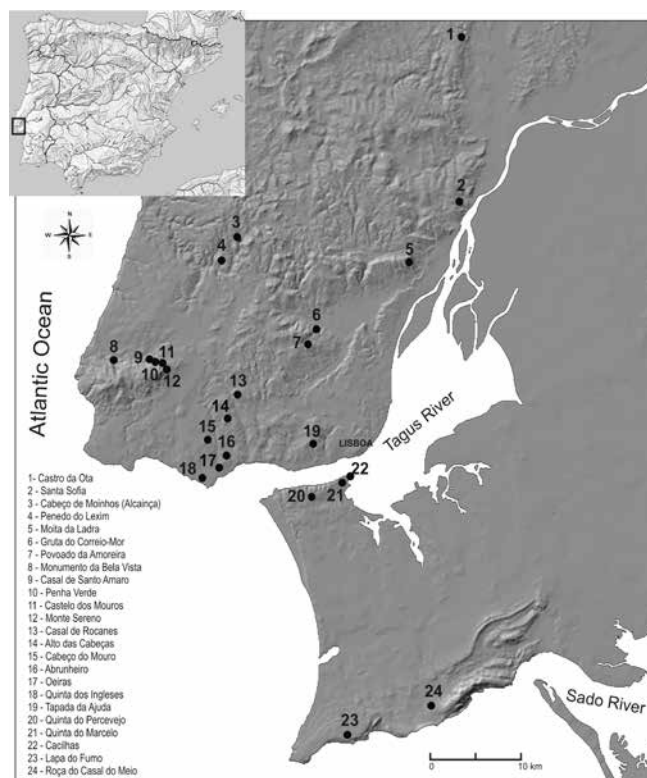 1
2
3
4
5
6
7
8
9
10
11
12
13
14
15
16
17
18
19
20
21
22
23
24
N
W
E
S
Atlantic Ocean
Tagus River
LISBOA
Sado River
0
10 km
1- Castro da Ota
2 - Santa Sofia
3 - Cabeço de Moinhos (Alcainça)
4 - Penedo do Lexim
5 - Moita da Ladra
6 - Gruta do Correio-Mor
7 - Povoado da Amoreira
8 - Monumento da Bela Vista
9 - Casal de Santo Amaro
10 - Penha Verde
11 - Castelo dos Mouros
12 - Monte Sereno
13 - Casal de Rocanes
14 - Alto das Cabeças
15 - Cabeço do Mouro
16 - Abrunheiro
17 - Oeiras
18 - Quinta dos Ingleses
19 - Tapada da Ajuda
20 - Quinta do Percevejo
21 - Quinta do Marcelo
22 - Cacilhas
23 - Lapa do Fumo
24 - Roça do Casal do Meio